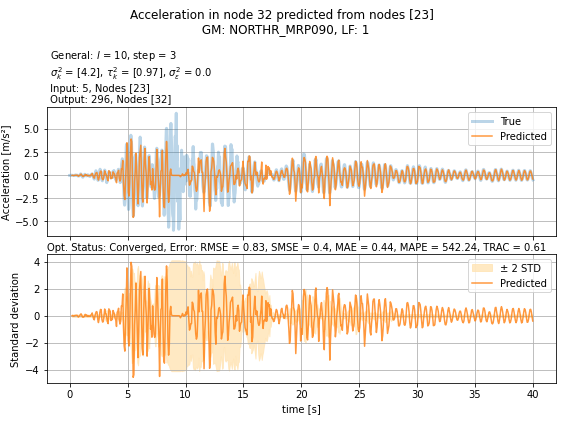 Acceleration in node 32 predicted from nodes [23]
GM: NORTHR_MRP090, LF: 1
General: l = 10, step = 3
σ²ₖ = [4.2], τ²ₖ = [0.97], σ²ε = 0.0
Input: 5, Nodes [23]
Output: 296, Nodes [32]
Acceleration [m/s²]
5.0
2.5
0.0
−2.5
−5.0
True
Predicted
Opt. Status: Converged, Error: RMSE = 0.83, SMSE = 0.4, MAE = 0.44, MAPE = 542.24, TRAC = 0.61
Standard deviation
4
2
0
−2
−4
± 2 STD
Predicted
0 5 10 15 20 25 30 35 40
time [s]